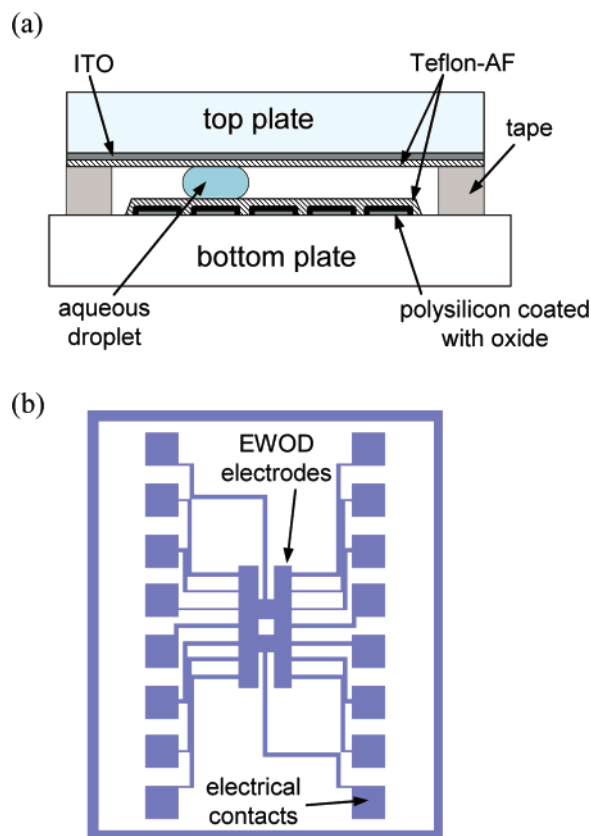 (a)
ITO
Teflon-AF
top plate
tape
bottom plate
aqueous
droplet
polysilicon coated
with oxide
(b)
EWOD
electrodes
electrical
contacts